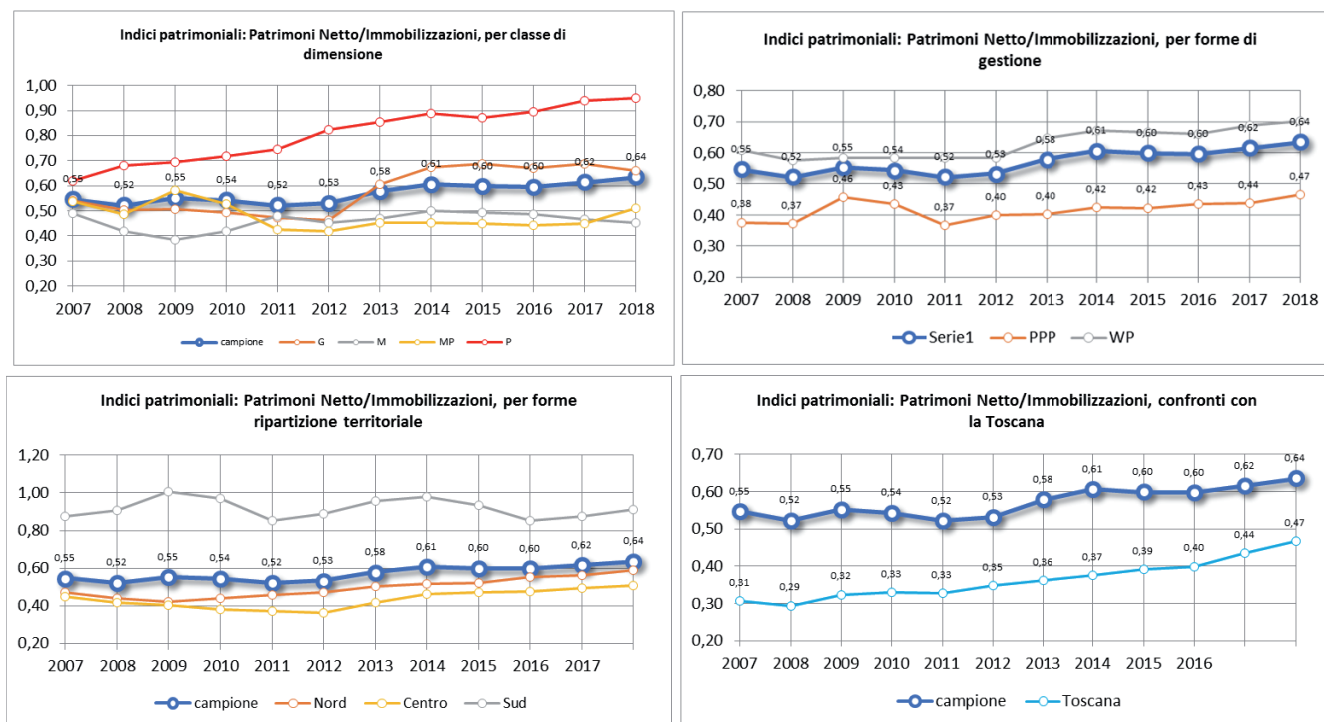 Indici patrimoniali: Patrimoni Netto/Immobilizzazioni, per classe di
dimensione
1,00
0,90
0,80
0,70
0,60
0,50
0,40
0,30
0,20
0,55 0,52 0,55 0,54 0,52 0,53 0,58 0,61 0,60 0,60 0,62 0,64
2007 2008 2009 2010 2011 2012 2013 2014 2015 2016 2017 2018
campione G M MP P
Indici patrimoniali: Patrimoni Netto/Immobilizzazioni, per forme di
gestione
0,80
0,70
0,60
0,50
0,40
0,30
0,20
0,55 0,52 0,55 0,54 0,52 0,53 0,58 0,61 0,60 0,60 0,62 0,64
0,38 0,37 0,46 0,43 0,37 0,40 0,40 0,42 0,42 0,43 0,44 0,47
2007 2008 2009 2010 2011 2012 2013 2014 2015 2016 2017 2018
Serie1 PPP WP
Indici patrimoniali: Patrimoni Netto/Immobilizzazioni, per forme
ripartizione territoriale
1,20
1,00
0,80
0,60
0,40
0,20
0,55 0,52 0,55 0,54 0,52 0,53 0,58 0,61 0,60 0,60 0,62 0,64
2007 2008 2009 2010 2011 2012 2013 2014 2015 2016 2017
campione Nord Centro Sud
Indici patrimoniali: Patrimoni Netto/Immobilizzazioni, confronti con
la Toscana
0,70
0,60
0,50
0,40
0,30
0,20
0,55 0,52 0,55 0,54 0,52 0,53 0,58 0,61 0,60 0,60 0,62 0,64
0,31 0,29 0,32 0,33 0,33 0,35 0,36 0,37 0,39 0,40 0,44 0,47
2007 2008 2009 2010 2011 2012 2013 2014 2015 2016
campione Toscana